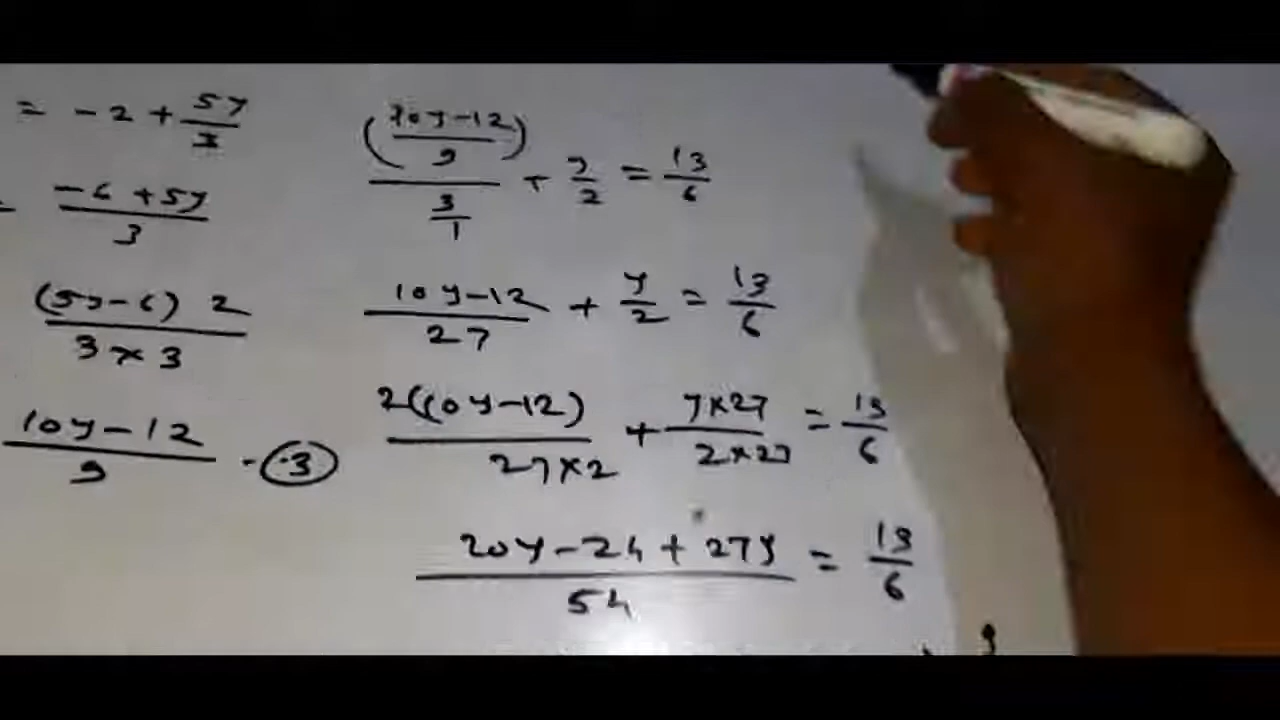 = -2 + 5y/3
-6 + 5y / 3
(5y-6) 2 / 3 × 3
10y - 12 / 9 - (3)
(10y-12 / 9) / (3/1) + y/2 = 13/6
10y-12 / 27 + y/2 = 13/6
2(10y-12) / 27×2 + y×27 / 2×27 = 13/6
20y - 24 + 27y / 54 = 13/6